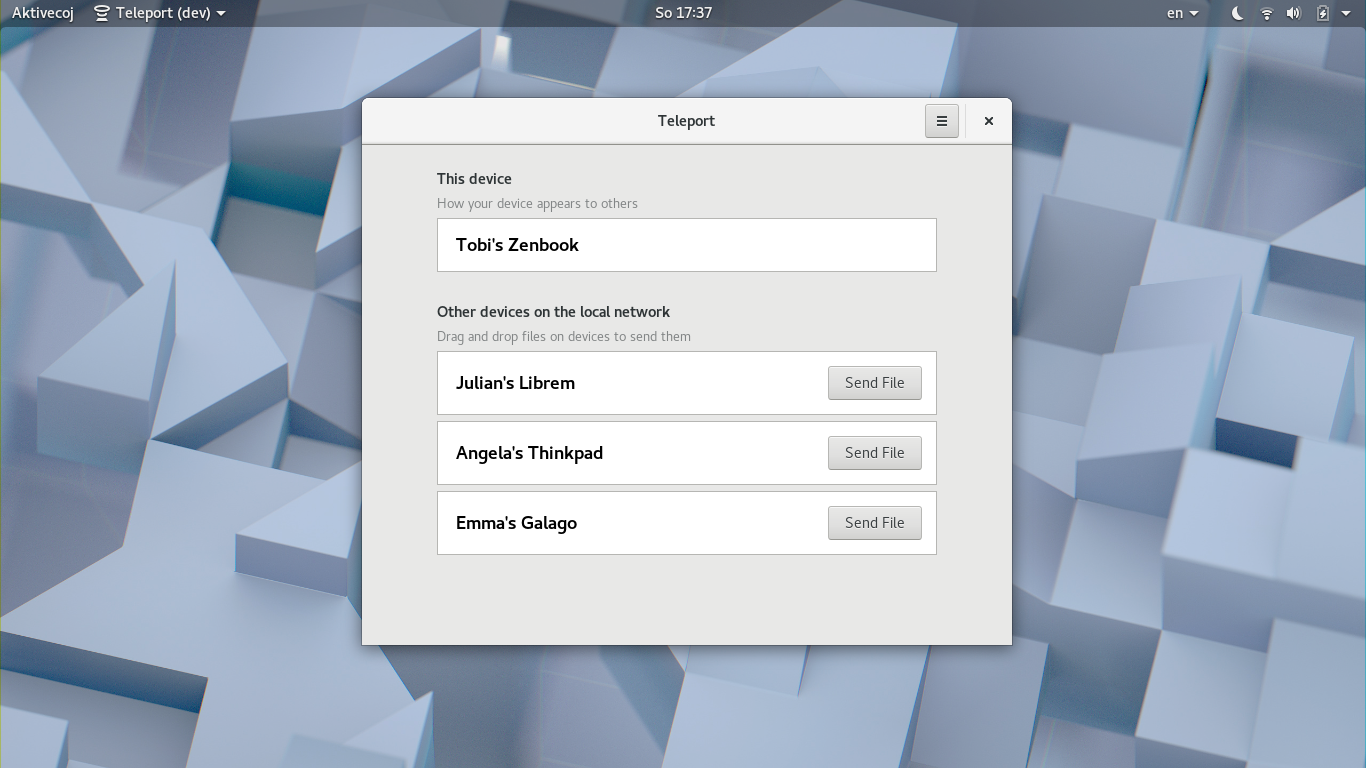 Aktivecoj Teleport (dev) So 17:37 en
Teleport
This device
How your device appears to others
Tobi's Zenbook
Other devices on the local network
Drag and drop files on devices to send them
Julian's Librem Send File
Angela's Thinkpad Send File
Emma's Galago Send File